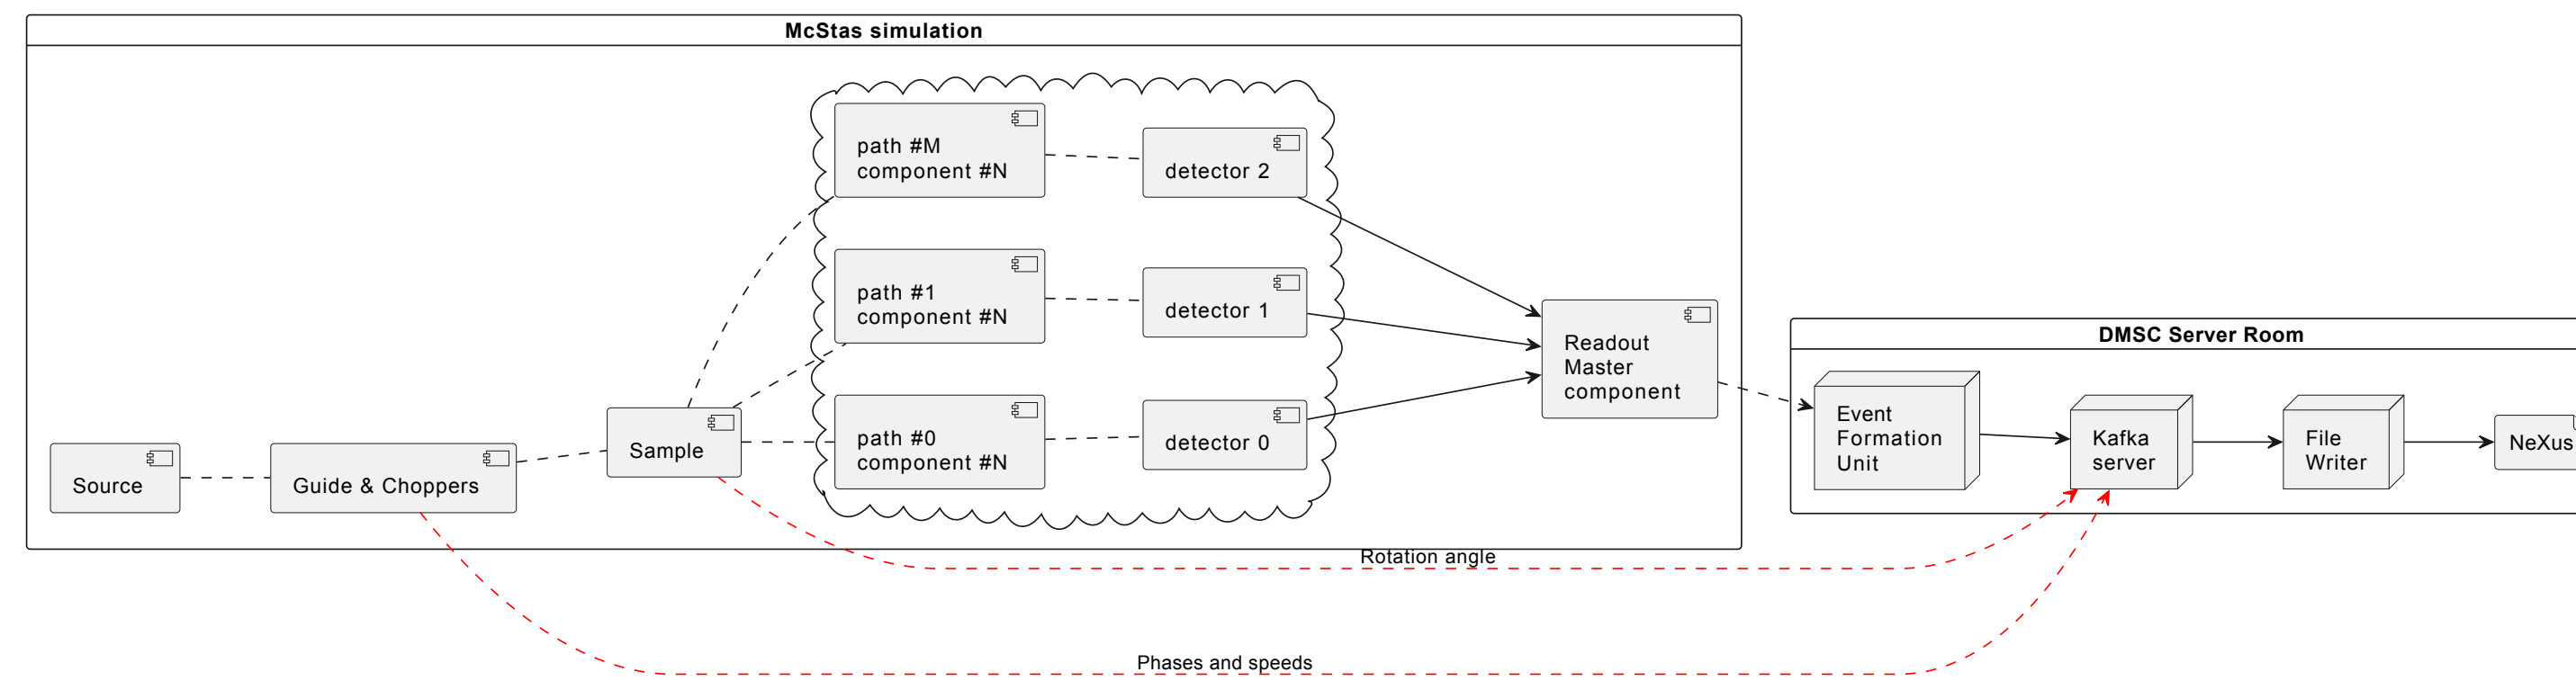 McStas simulation
path #M
component #N
detector 2
path #1
component #N
detector 1
path #0
component #N
detector 0
Source
Guide & Choppers
Sample
Readout
Master
component
DMSC Server Room
Event
Formation
Unit
Kafka
server
File
Writer
NeXus
Rotation angle
Phases and speeds